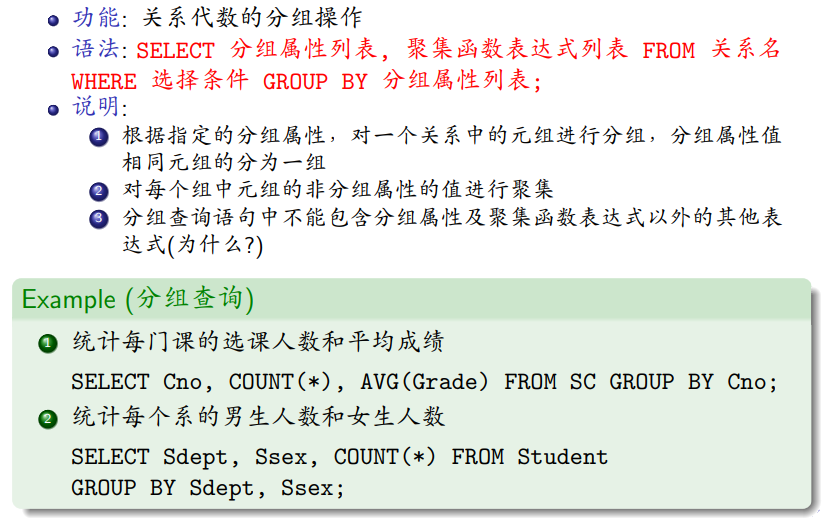 功能: 关系代数的分组操作
语法: SELECT 分组属性列表, 聚集函数表达式列表 FROM 关系名
WHERE 选择条件 GROUP BY 分组属性列表;
说明:
1 根据指定的分组属性，对一个关系中的元组进行分组，分组属性值
相同元组的分为一组
2 对每个组中元组的非分组属性的值进行聚集
3 分组查询语句中不能包含分组属性及聚集函数表达式以外的其他表
达式(为什么?)
Example (分组查询)
1 统计每门课的选课人数和平均成绩
SELECT Cno, COUNT(*), AVG(Grade) FROM SC GROUP BY Cno;
2 统计每个系的男生人数和女生人数
SELECT Sdept, Ssex, COUNT(*) FROM Student
GROUP BY Sdept, Ssex;